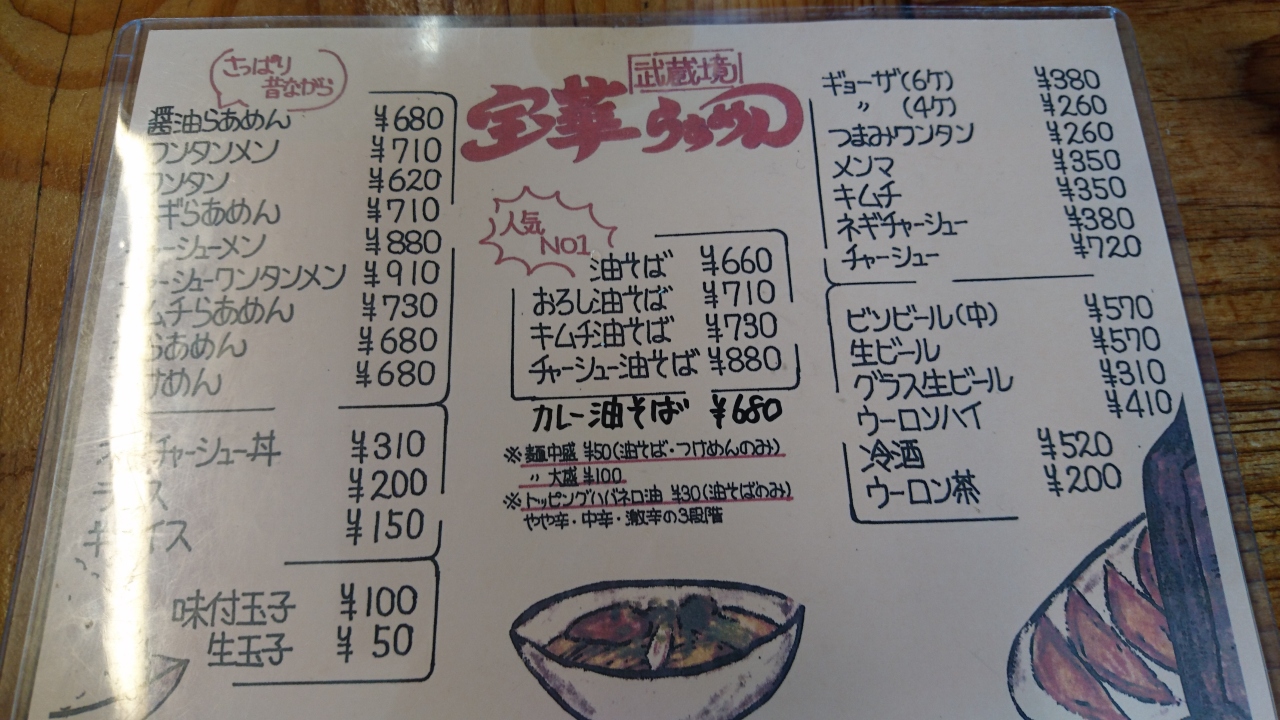 さっぱり
昔ながら
醤油らあめん ¥680
ワンタンメン ¥710
ワンタン ¥620
ギらあめん ¥710
ーシューメン ¥880
ーシューワンタンメン ¥910
ムチらあめん ¥730
らあめん ¥680
けめん ¥680
チャーシュー丼 ¥310
ライス ¥200
¥150
味付玉子 ¥100
生玉子 ¥50
武蔵境
宝華らあめん
人気
NO1
油そば ¥660
おろし油そば ¥710
キムチ油そば ¥730
チャーシュー油そば ¥880
カレー油そば ¥680
※麺中盛 ¥50(油そば・つけめんのみ)
〃 大盛 ¥100
※トッピングハバネロ油 ¥30(油そばのみ)
やや辛・中辛・激辛の3段階
ギョーザ(6ケ) ¥380
〃 (4ケ) ¥260
つまみワンタン ¥260
メンマ ¥350
キムチ ¥350
ネギチャーシュー ¥380
チャーシュー ¥720
ビンビール(中) ¥570
生ビール ¥570
グラス生ビール ¥310
ウーロンハイ ¥410
冷酒 ¥520
ウーロン茶 ¥200